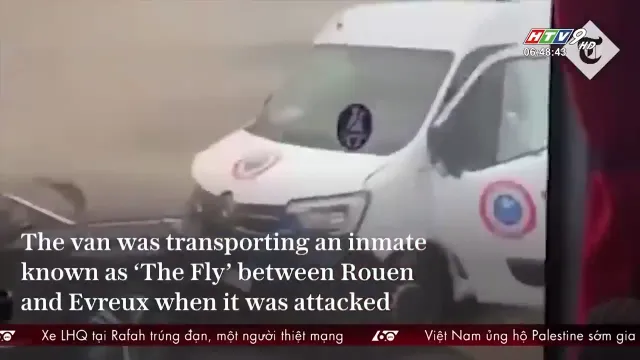 HTV9 HD
06:48:43
The van was transporting an inmate
known as ‘The Fly’ between Rouen
and Evreux when it was attacked
Xe LHQ tại Rafah trúng đạn, một người thiệt mạng
60
Việt Nam ủng hộ Palestine sớm gia